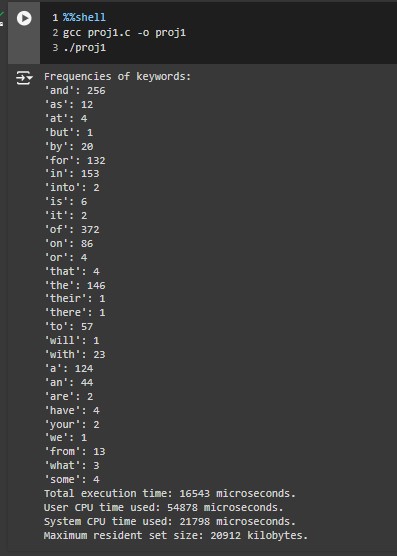 1 %%shell
2 gcc proj1.c -o proj1
3 ./proj1
Frequencies of keywords:
'and': 256
'as': 12
'at': 4
'but': 1
'by': 20
'for': 132
'in': 153
'into': 2
'is': 6
'it': 2
'of': 372
'on': 86
'or': 4
'that': 4
'the': 146
'their': 1
'there': 1
'to': 57
'will': 1
'with': 23
'a': 124
'an': 44
'are': 2
'have': 4
'your': 2
'we': 1
'from': 13
'what': 3
'some': 4
Total execution time: 16543 microseconds.
User CPU time used: 54878 microseconds.
System CPU time used: 21798 microseconds.
Maximum resident set size: 20912 kilobytes.